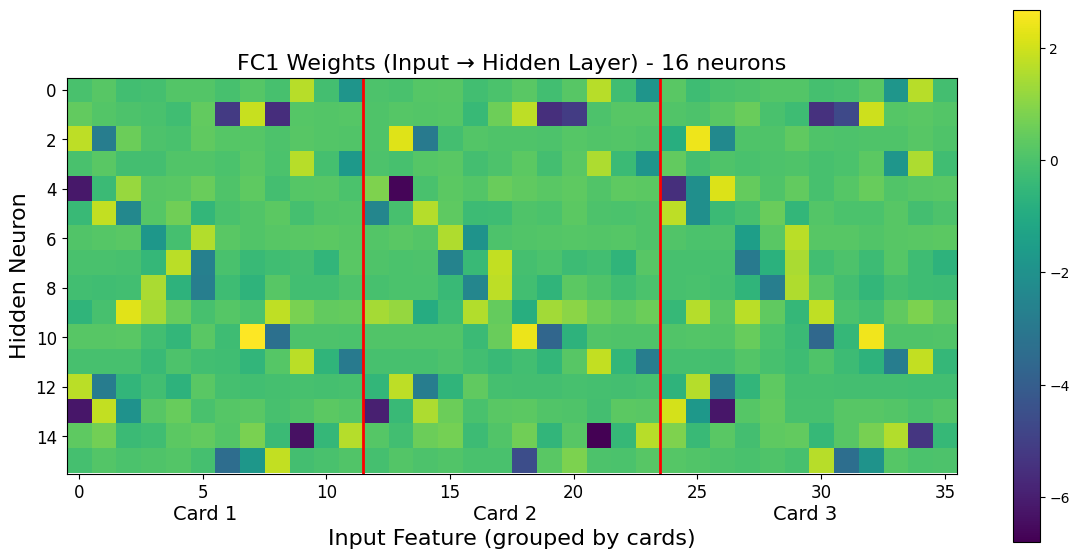 FC1 Weights (Input → Hidden Layer) - 16 neurons
Hidden Neuron
0
2
4
6
8
10
12
14
0 5 10 15 20 25 30 35
Card 1 Card 2 Card 3
Input Feature (grouped by cards)
2
0
−2
−4
−6